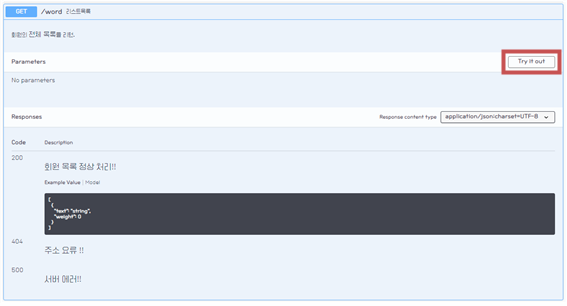 GET /word 리스트목록
회원의 전체 목록을 리턴.
Parameters
Try it out
No parameters
Responses
Response content type application/json;charset=UTF-8
Code Description
200
회원 목록 정상 처리!!
Example Value | Model
[
{
"text": "string",
"weight": 0
}
]
404
주소 오류 !!
500
서버 에러!!